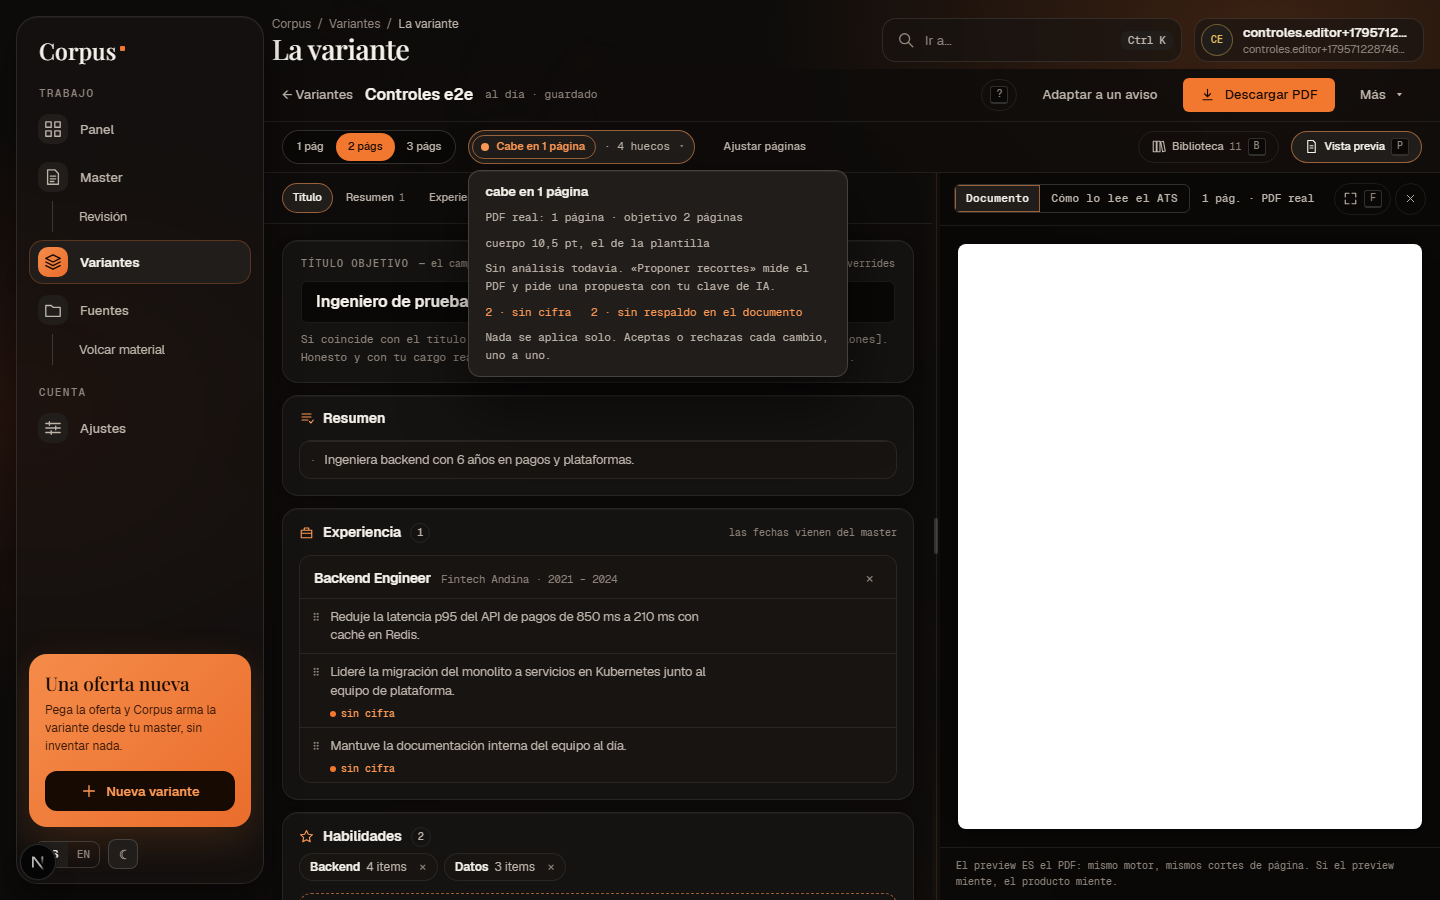 Corpus
TRABAJO
Panel
Master
Revisión
Variantes
Fuentes
Volcar material
CUENTA
Ajustes
Una oferta nueva
Pega la oferta y Corpus arma la
variante desde tu master, sin
inventar nada.
Nueva variante
EN
Corpus / Variantes / La variante
La variante
Ir a…
Ctrl K
CE
controles.editor+1795712…
controles.editor+179571228746…
← Variantes
Controles e2e
al día · guardado
?
Adaptar a un aviso
Descargar PDF
Más
1 pág
2 págs
3 págs
Cabe en 1 página
· 4 huecos
Ajustar páginas
Biblioteca 11 B
Vista previa P
Título
Resumen 1
Experie
cabe en 1 página
PDF real: 1 página · objetivo 2 páginas
cuerpo 10,5 pt, el de la plantilla
Sin análisis todavía. «Proponer recortes» mide el
PDF y pide una propuesta con tu clave de IA.
2 · sin cifra 2 · sin respaldo en el documento
Nada se aplica solo. Aceptas o rechazas cada cambio,
uno a uno.
TÍTULO OBJETIVO — el cam
verrides
Ingeniero de prueba
Si coincide con el título
ones].
Honesto y con tu cargo rea
Resumen
· Ingeniera backend con 6 años en pagos y plataformas.
Experiencia 1
las fechas vienen del master
Backend Engineer Fintech Andina · 2021 – 2024 ×
Reduje la latencia p95 del API de pagos de 850 ms a 210 ms con
caché en Redis.
Lideré la migración del monolito a servicios en Kubernetes junto al
equipo de plataforma.
sin cifra
Mantuve la documentación interna del equipo al día.
sin cifra
Habilidades 2
Backend 4 items ×
Datos 3 items ×
Documento
Cómo lo lee el ATS
1 pág. · PDF real
F
×
El preview ES el PDF: mismo motor, mismos cortes de página. Si el preview
miente, el producto miente.